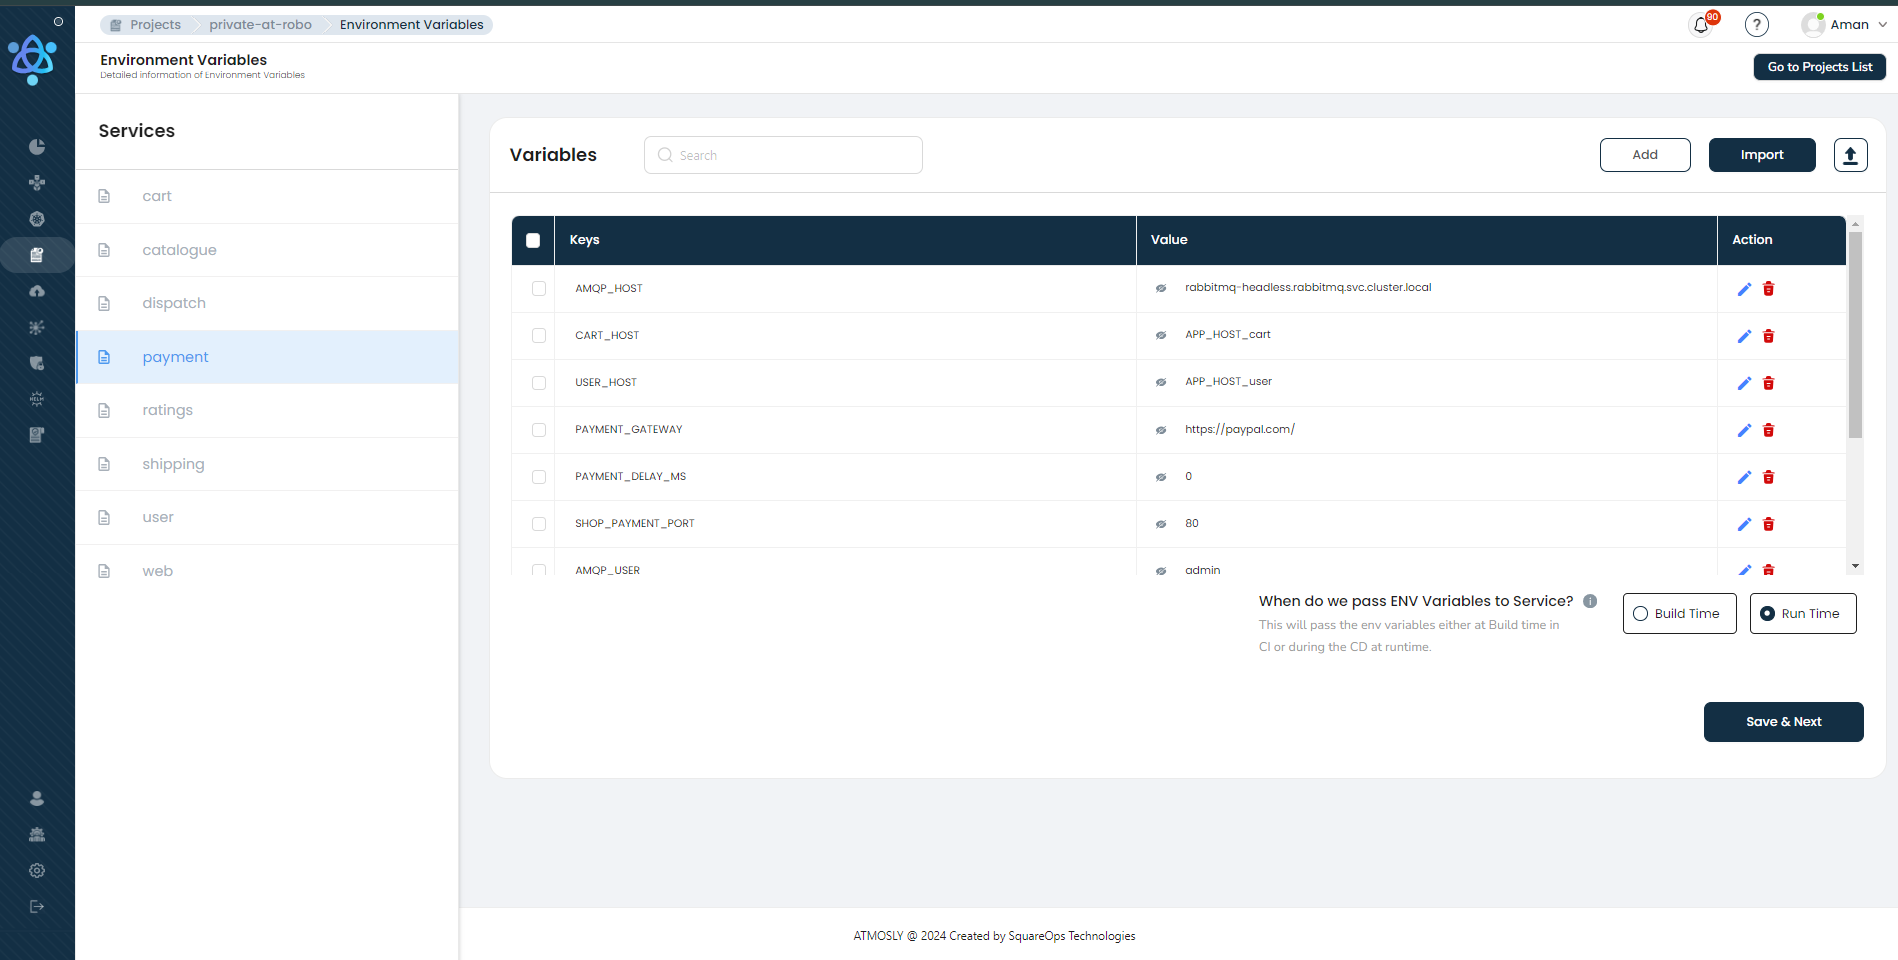 Projects
private-at-robo
Environment Variables
90
?
Aman
Environment Variables
Detailed information of Environment Variables
Go to Projects List
Services
cart
catalogue
dispatch
payment
ratings
shipping
user
web
HELM
Variables
Search
Add
Import
Keys
Value
Action
AMQP_HOST
rabbitmq-headless.rabbitmq.svc.cluster.local
CART_HOST
APP_HOST_cart
USER_HOST
APP_HOST_user
PAYMENT_GATEWAY
https://paypal.com/
PAYMENT_DELAY_MS
0
SHOP_PAYMENT_PORT
80
AMQP_USER
admin
When do we pass ENV Variables to Service?
This will pass the env variables either at Build time in
CI or during the CD at runtime.
Build Time
Run Time
Save & Next
ATMOSLY @ 2024 Created by SquareOps Technologies